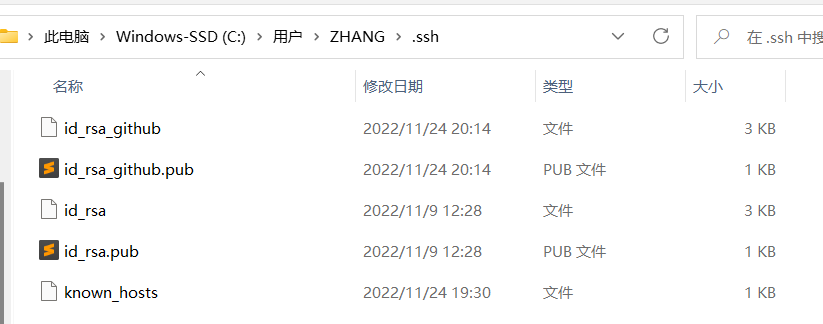 此电脑 › Windows-SSD (C:) › 用户 › ZHANG › .ssh 在 .ssh 中搜
名称 修改日期 类型 大小
id_rsa_github 2022/11/24 20:14 文件 3 KB
id_rsa_github.pub 2022/11/24 20:14 PUB 文件 1 KB
id_rsa 2022/11/9 12:28 文件 3 KB
id_rsa.pub 2022/11/9 12:28 PUB 文件 1 KB
known_hosts 2022/11/24 19:30 文件 1 KB